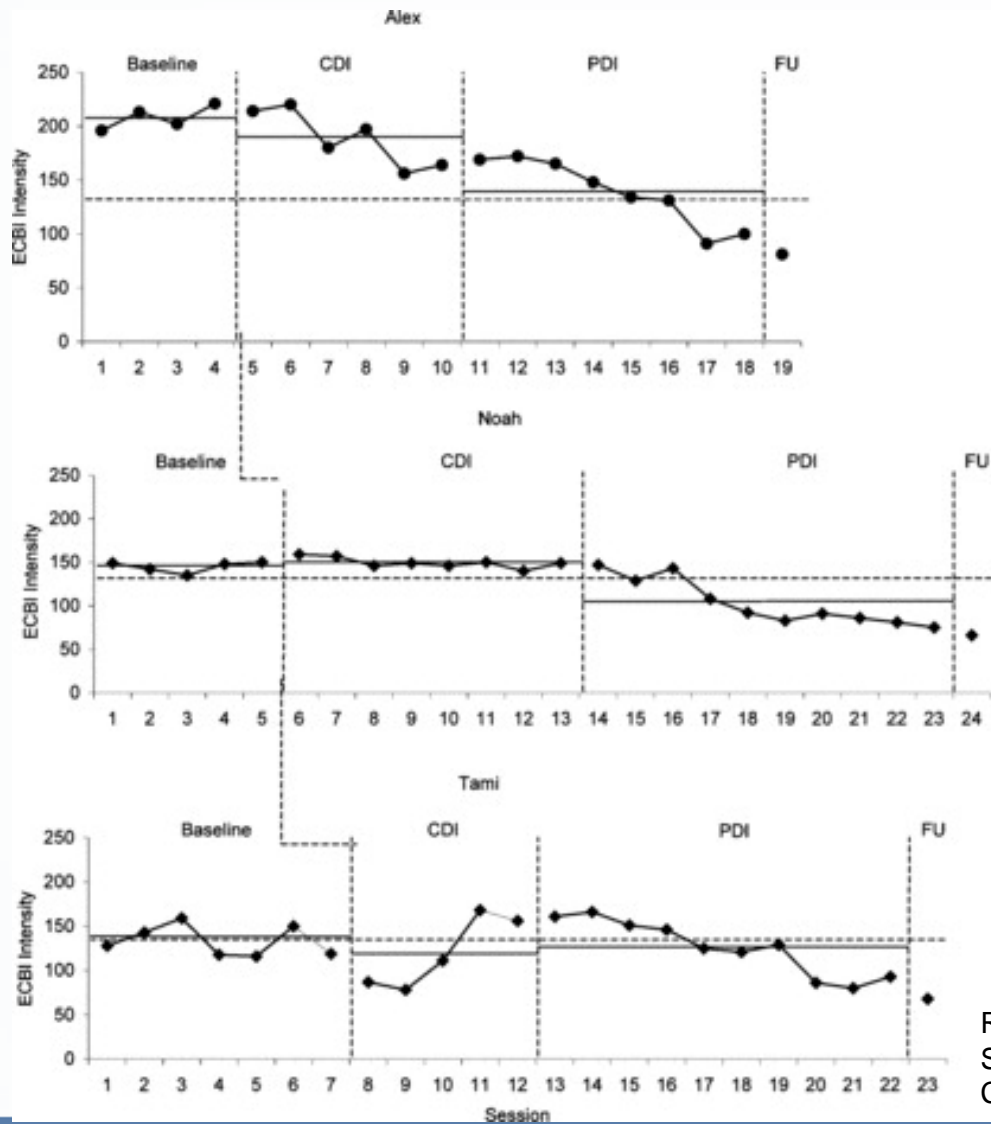 Alex
Baseline CDI PDI FU
250
200
150
100
50
0
ECBI Intensity
1 2 3 4 5 6 7 8 9 10 11 12 13 14 15 16 17 18 19
Noah
Baseline CDI PDI FU
250
200
150
100
50
0
ECBI Intensity
1 2 3 4 5 6 7 8 9 10 11 12 13 14 15 16 17 18 19 20 21 22 23 24
Tami
Baseline CDI PDI FU
250
200
150
100
50
0
ECBI Intensity
1 2 3 4 5 6 7 8 9 10 11 12 13 14 15 16 17 18 19 20 21 22 23
Session